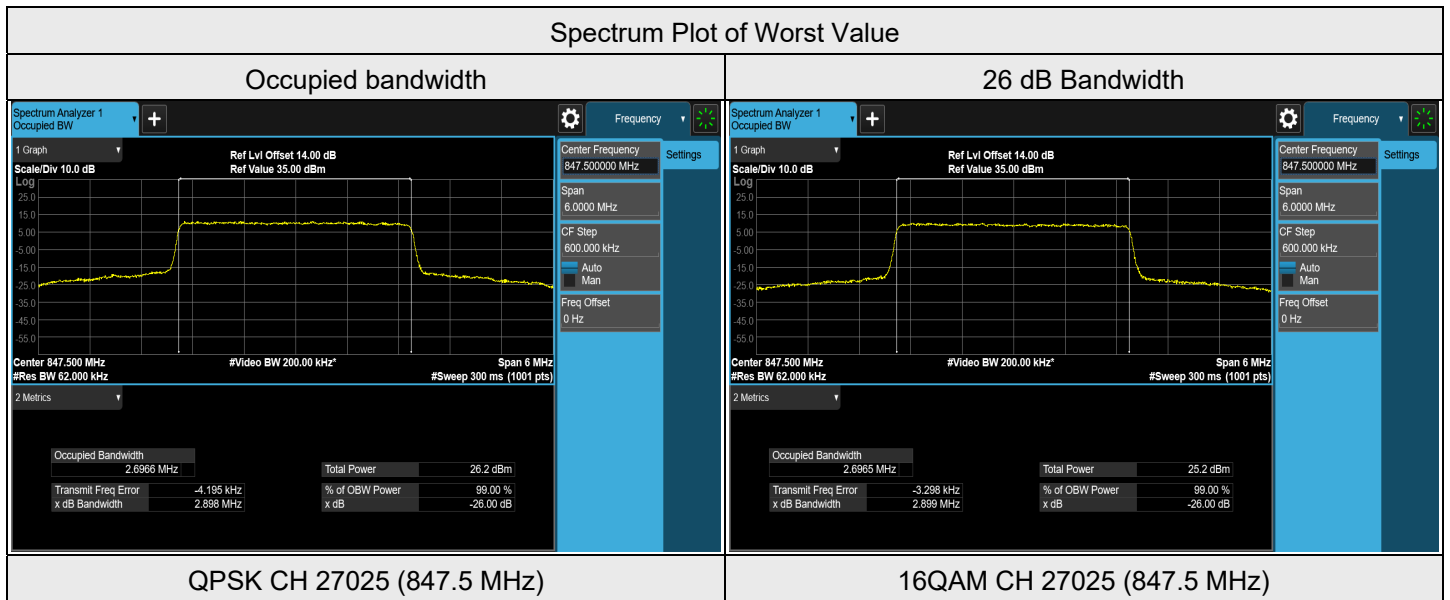 Spectrum Plot of Worst Value
Occupied bandwidth
26 dB Bandwidth
Spectrum Analyzer 1
Occupied BW
+
Frequency
1 Graph
Scale/Div 10.0 dB
Ref Lvl Offset 14.00 dB
Ref Value 35.00 dBm
Log
25.0
15.0
5.00
-5.00
-15.0
-25.0
-35.0
-45.0
-55.0
Center 847.500 MHz
#Video BW 200.00 kHz*
Span 6 MHz
#Res BW 62.000 kHz
#Sweep 300 ms (1001 pts)
Center Frequency
847.500000 MHz
Settings
Span
6.0000 MHz
CF Step
600.000 kHz
Auto
Man
Freq Offset
0 Hz
2 Metrics
Occupied Bandwidth
2.6966 MHz
Total Power 26.2 dBm
Transmit Freq Error -4.195 kHz
% of OBW Power 99.00 %
x dB Bandwidth 2.898 MHz
x dB -26.00 dB
Spectrum Analyzer 1
Occupied BW
+
Frequency
1 Graph
Scale/Div 10.0 dB
Ref Lvl Offset 14.00 dB
Ref Value 35.00 dBm
Log
25.0
15.0
5.00
-5.00
-15.0
-25.0
-35.0
-45.0
-55.0
Center 847.500 MHz
#Video BW 200.00 kHz*
Span 6 MHz
#Res BW 62.000 kHz
#Sweep 300 ms (1001 pts)
Center Frequency
847.500000 MHz
Settings
Span
6.0000 MHz
CF Step
600.000 kHz
Auto
Man
Freq Offset
0 Hz
2 Metrics
Occupied Bandwidth
2.6965 MHz
Total Power 25.2 dBm
Transmit Freq Error -3.298 kHz
% of OBW Power 99.00 %
x dB Bandwidth 2.899 MHz
x dB -26.00 dB
QPSK CH 27025 (847.5 MHz)
16QAM CH 27025 (847.5 MHz)